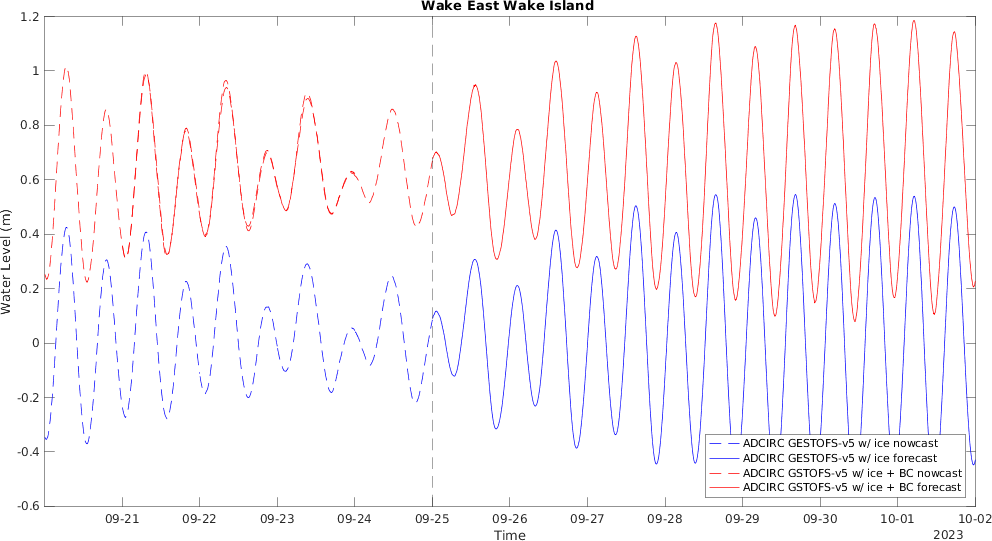 Wake East Wake Island
1.2
1
0.8
0.6
0.4
0.2
0
-0.2
-0.4
-0.6
Water Level (m)
ADCIRC GESTOFS-v5 w/ ice nowcast
ADCIRC GESTOFS-v5 w/ ice forecast
ADCIRC GSTOFS-v5 w/ ice + BC nowcast
ADCIRC GSTOFS-v5 w/ ice + BC forecast
09-21 09-22 09-23 09-24 09-25 09-26 09-27 09-28 09-29 09-30 10-01 10-02
Time
2023